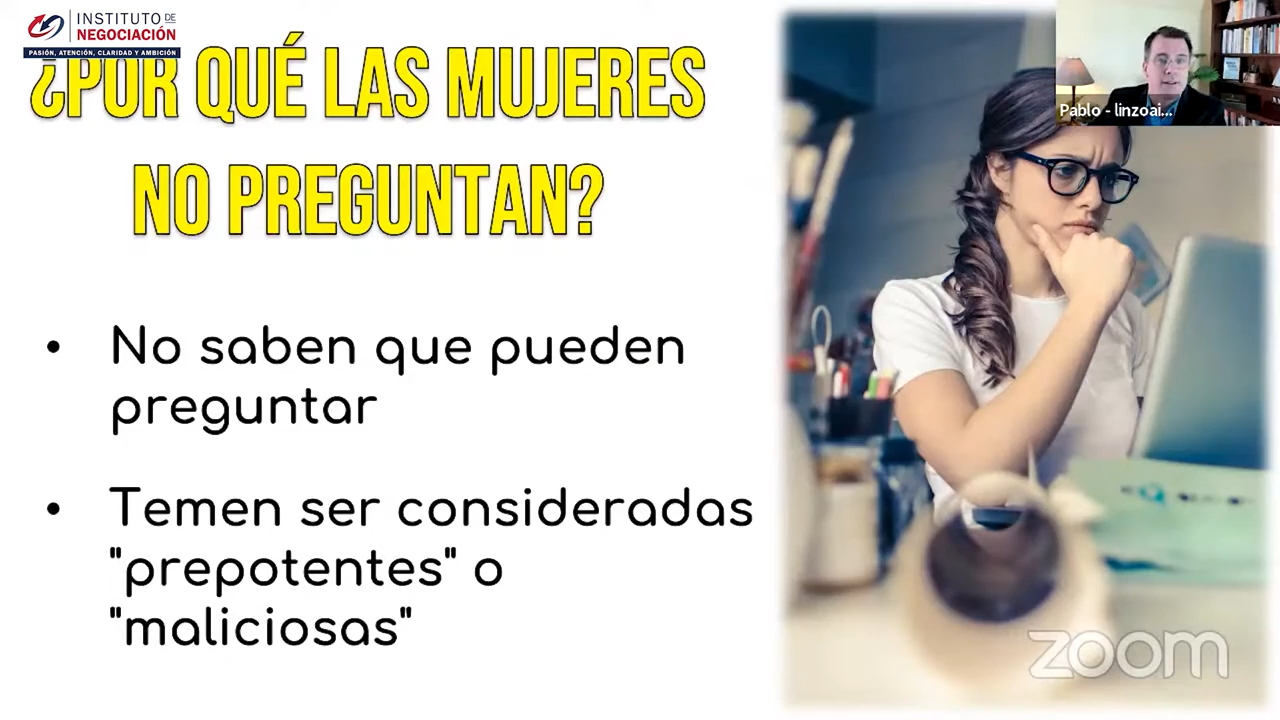 INSTITUTO DE
NEGOCIACIÓN
PASIÓN, ATENCIÓN, CLARIDAD Y AMBICIÓN
¿POR QUÉ LAS MUJERES
NO PREGUNTAN?
• No saben que pueden
preguntar
• Temen ser consideradas
"prepotentes" o
"maliciosas"
Pablo - linzoai...
zoom